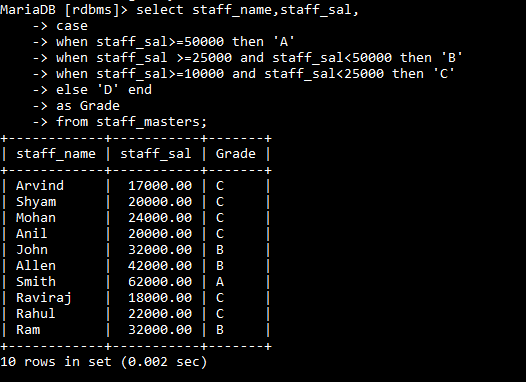 MariaDB [rdbms]> select staff_name,staff_sal,
    -> case
    -> when staff_sal>=50000 then 'A'
    -> when staff_sal >=25000 and staff_sal<50000 then 'B'
    -> when staff_sal>=10000 and staff_sal<25000 then 'C'
    -> else 'D' end
    -> as Grade
    -> from staff_masters;
+------------+-----------+-------+
| staff_name | staff_sal | Grade |
+------------+-----------+-------+
| Arvind     |  17000.00 | C     |
| Shyam      |  20000.00 | C     |
| Mohan      |  24000.00 | C     |
| Anil       |  20000.00 | C     |
| John       |  32000.00 | B     |
| Allen      |  42000.00 | B     |
| Smith      |  62000.00 | A     |
| Raviraj    |  18000.00 | C     |
| Rahul      |  22000.00 | C     |
| Ram        |  32000.00 | B     |
+------------+-----------+-------+
10 rows in set (0.002 sec)